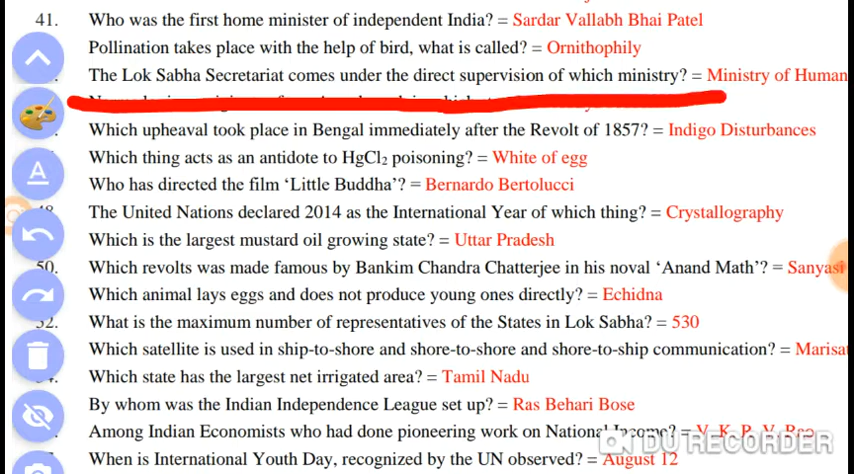 41. Who was the first home minister of independent India? = Sardar Vallabh Bhai Patel
Pollination takes place with the help of bird, what is called? = Ornithophily
The Lok Sabha Secretariat comes under the direct supervision of which ministry? = Ministry of Human
Which upheaval took place in Bengal immediately after the Revolt of 1857? = Indigo Disturbances
Which thing acts as an antidote to HgCl2 poisoning? = White of egg
Who has directed the film ‘Little Buddha’? = Bernardo Bertolucci
The United Nations declared 2014 as the International Year of which thing? = Crystallography
Which is the largest mustard oil growing state? = Uttar Pradesh
50. Which revolts was made famous by Bankim Chandra Chatterjee in his noval ‘Anand Math’? = Sanyasi
Which animal lays eggs and does not produce young ones directly? = Echidna
52. What is the maximum number of representatives of the States in Lok Sabha? = 530
Which satellite is used in ship-to-shore and shore-to-shore and shore-to-ship communication? = Marisa
Which state has the largest net irrigated area? = Tamil Nadu
By whom was the Indian Independence League set up? = Ras Behari Bose
Among Indian Economists who had done pioneering work on National Income? = V. K. R. V. Rao
DU RECORDER
When is International Youth Day, recognized by the UN observed? = August 12